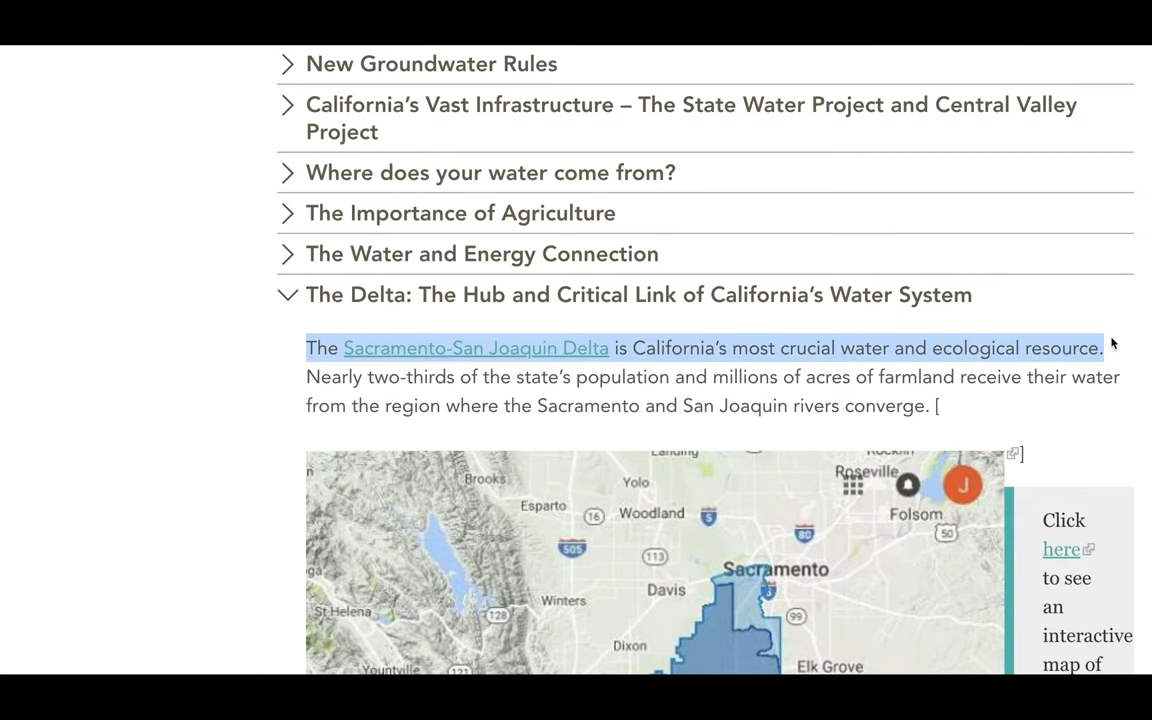 New Groundwater Rules
California’s Vast Infrastructure – The State Water Project and Central Valley
Project
Where does your water come from?
The Importance of Agriculture
The Water and Energy Connection
The Delta: The Hub and Critical Link of California’s Water System
The Sacramento-San Joaquin Delta is California’s most crucial water and ecological resource.
Nearly two-thirds of the state’s population and millions of acres of farmland receive their water
from the region where the Sacramento and San Joaquin rivers converge. [
]
Landing
Roseville
Brooks
Yolo
J
Esparto
16
Woodland
5
Folsom
80
50
505
113
Sacramento
Davis
5
Winters
99
St Helena
128
Dixon
Elk Grove
Yountville
121
Click
here
to see
an
interactive
map of